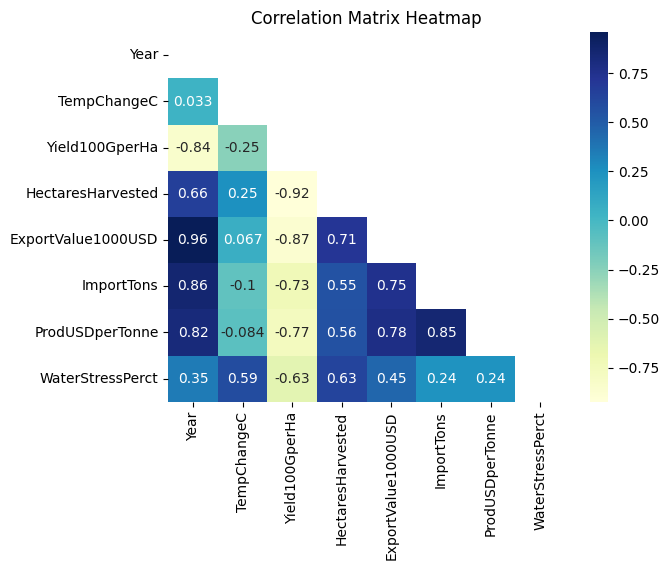 Correlation Matrix Heatmap
Year
TempChangeC 0.033
Yield100GperHa -0.84 -0.25
HectaresHarvested 0.66 0.25 -0.92
ExportValue1000USD 0.96 0.067 -0.87 0.71
ImportTons 0.86 -0.1 -0.73 0.55 0.75
ProdUSDperTonne 0.82 -0.084 -0.77 0.56 0.78 0.85
WaterStressPerct 0.35 0.59 -0.63 0.63 0.45 0.24 0.24
Year
TempChangeC
Yield100GperHa
HectaresHarvested
ExportValue1000USD
ImportTons
ProdUSDperTonne
WaterStressPerct
0.75
0.50
0.25
0.00
−0.25
−0.50
−0.75